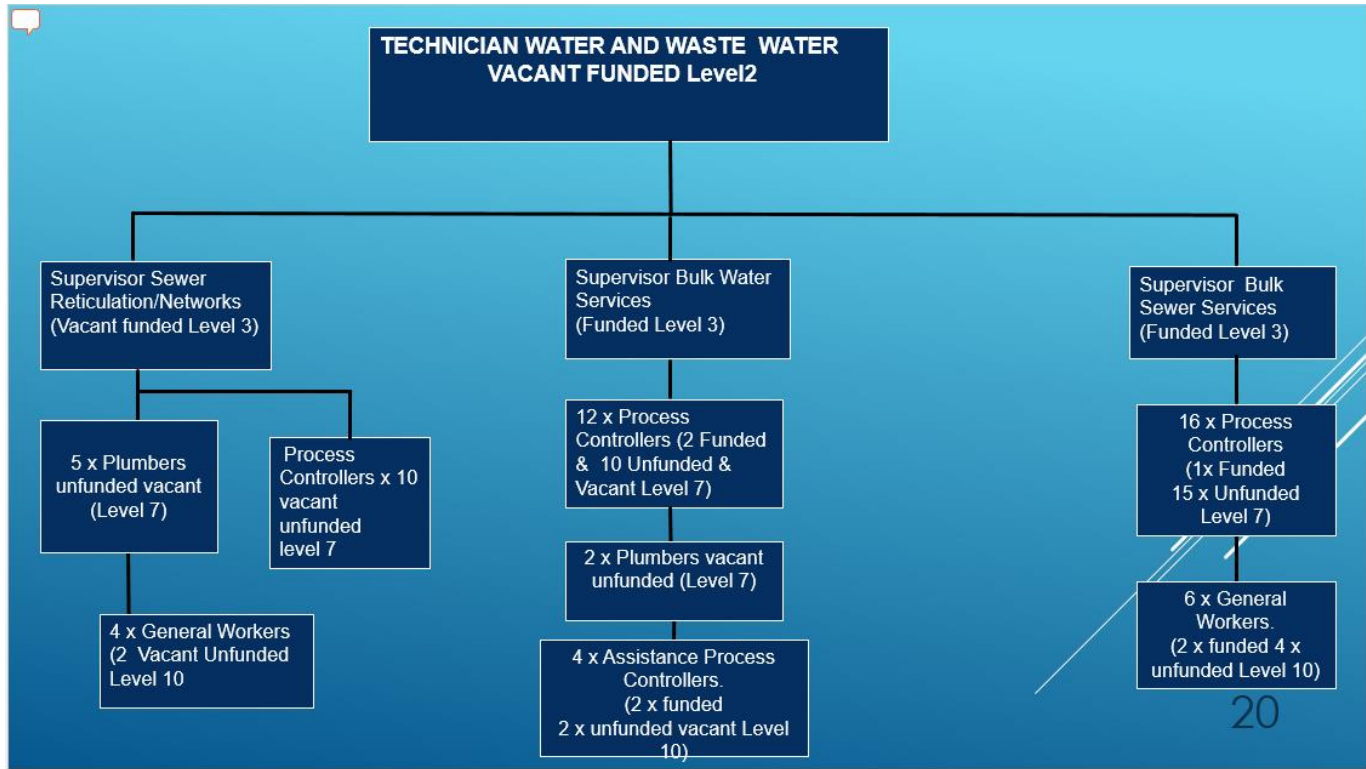 TECHNICIAN WATER AND WASTE WATER
VACANT FUNDED Level2
Supervisor Sewer
Reticulation/Networks
(Vacant funded Level 3)
5 x Plumbers
unfunded vacant
(Level 7)
Process
Controllers x 10
vacant
unfunded
level 7
4 x General Workers
(2 Vacant Unfunded
Level 10
Supervisor Bulk Water
Services
(Funded Level 3)
12 x Process
Controllers (2 Funded
& 10 Unfunded &
Vacant Level 7)
2 x Plumbers vacant
unfunded (Level 7)
4 x Assistance Process
Controllers.
(2 x funded
2 x unfunded vacant Level
10)
Supervisor Bulk
Sewer Services
(Funded Level 3)
16 x Process
Controllers
(1x Funded
15 x Unfunded
Level 7)
6 x General
Workers.
(2 x funded 4 x
unfunded Level 10)
20